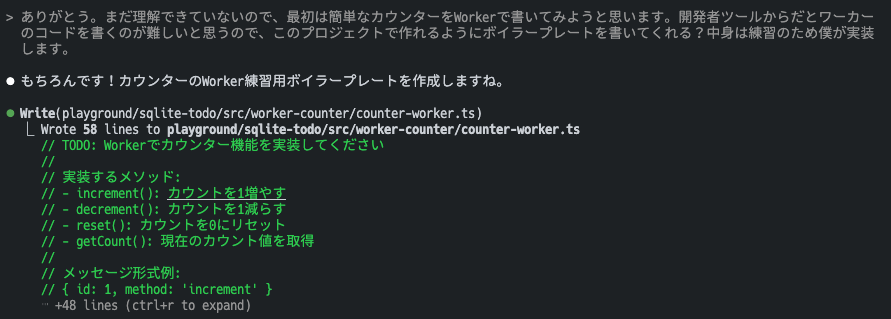 > ありがとう。まだ理解できていないので、最初は簡単なカウンターをWorkerで書いてみようと思います。開発者ツールからだとワーカー
のコードを書くのが難しいと思うので、このプロジェクトで作れるようにボイラープレートを書いてくれる？中身は練習のため僕が実装
します。
● もちろんです！カウンターのWorker練習用ボイラープレートを作成しますね。
● Write(playground/sqlite-todo/src/worker-counter/counter-worker.ts)
⎿ Wrote 58 lines to playground/sqlite-todo/src/worker-counter/counter-worker.ts
// TODO: Workerでカウンター機能を実装してください
//
// 実装するメソッド:
// - increment(): カウントを1増やす
// - decrement(): カウントを1減らす
// - reset(): カウントを0にリセット
// - getCount(): 現在のカウント値を取得
//
// メッセージ形式例:
// { id: 1, method: 'increment' }
… +48 lines (ctrl+r to expand)